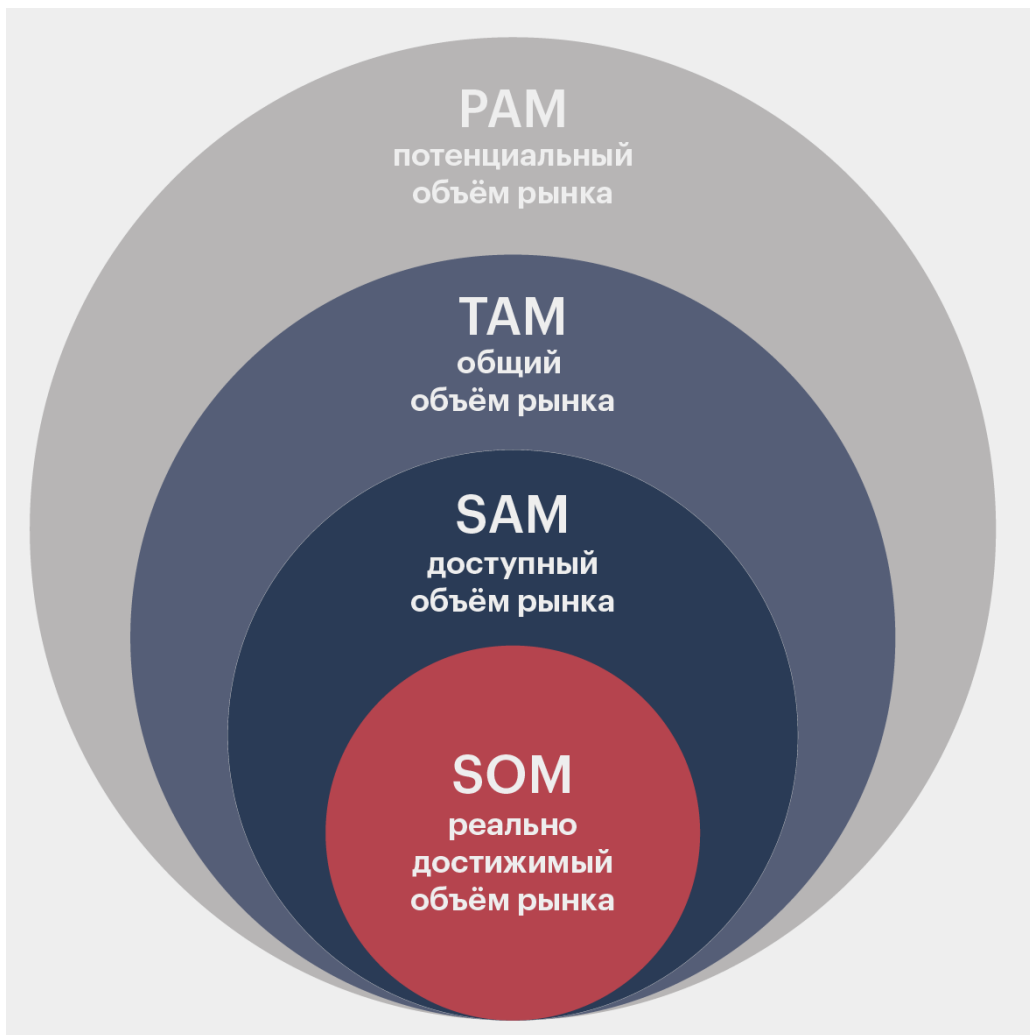 PAM
потенциальный
объём рынка
TAM
общий
объём рынка
SAM
доступный
объём рынка
SOM
реально
достижимый
объём рынка